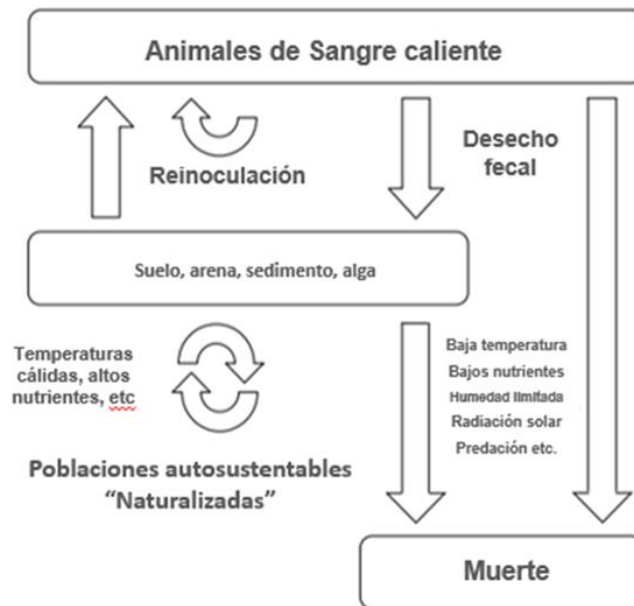 Animales de Sangre caliente
Reinoculación
Desecho
fecal
Suelo, arena, sedimento, alga
Temperaturas
cálidas, altos
nutrientes, etc
Baja temperatura
Bajos nutrientes
Humedad limitada
Radiación solar
Predación etc.
Poblaciones autosustentables
“Naturalizadas”
Muerte